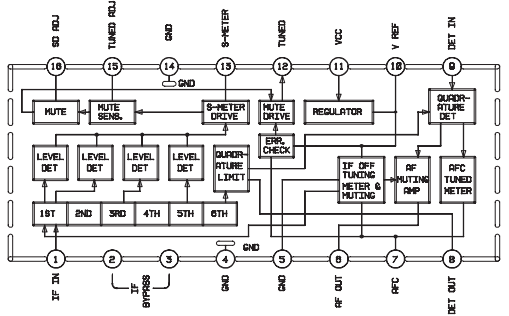 SD ADJ
TUNED ADJ
GND
S-METER
TUNED
VCC
V REF
DET IN
16
15
14
13
12
11
10
9
GND
MUTE
MUTE SENS.
S-METER DRIVE
MUTE DRIVE
REGULATOR
QUADR-
ATURE
DET
ERR.
CHECK
LEVEL
DET
LEVEL
DET
LEVEL
DET
LEVEL
DET
QUADR-
ATURE
LIMIT
IF OFF
TUNING
METER &
MUTING
AF
MUTING
AMP
AFC
TUNED
METER
1ST
2ND
3RD
4TH
5TH
6TH
GND
1
2
3
4
5
6
7
8
IF IN
IF
BYPASS
GND
GND
AF OUT
AFC
DET OUT